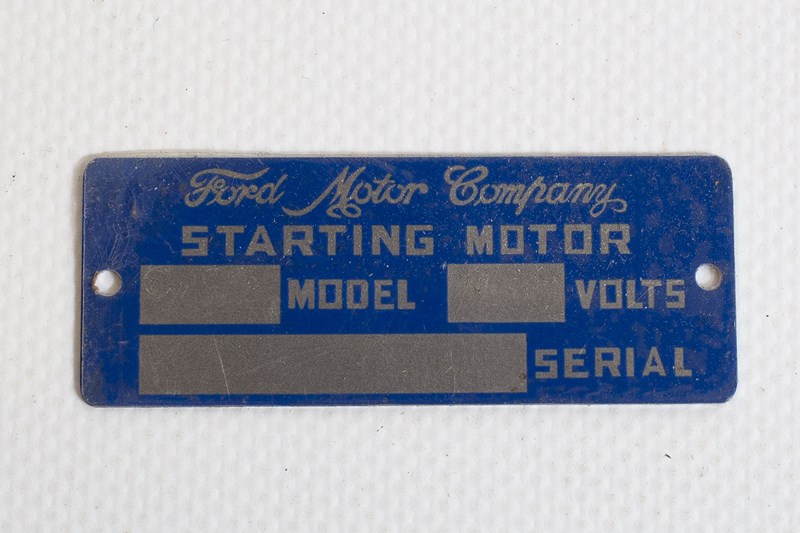 Ford Motor Company
STARTING MOTOR
MODEL VOLTS
SERIAL